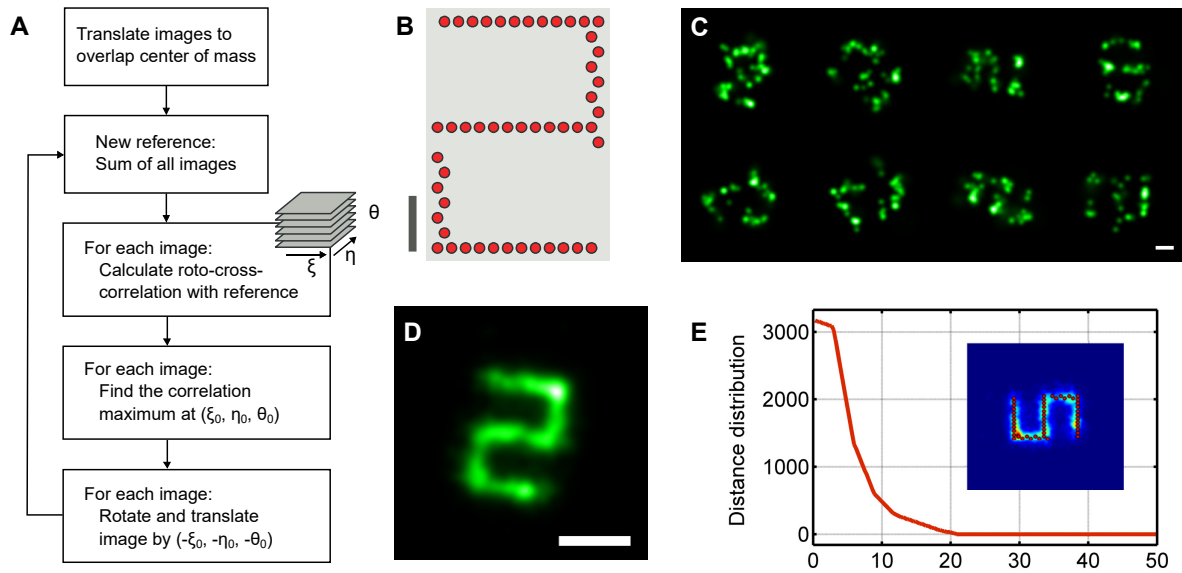 A
Translate images to
overlap center of mass
New reference:
Sum of all images
For each image:
Calculate roto-cross-
correlation with reference
θ
η
ξ
For each image:
Find the correlation
maximum at (ξ₀, η₀, θ₀)
For each image:
Rotate and translate
image by (-ξ₀, -η₀, -θ₀)
B
C
D
E
Distance distribution
3000
2000
1000
0
0 10 20 30 40 50